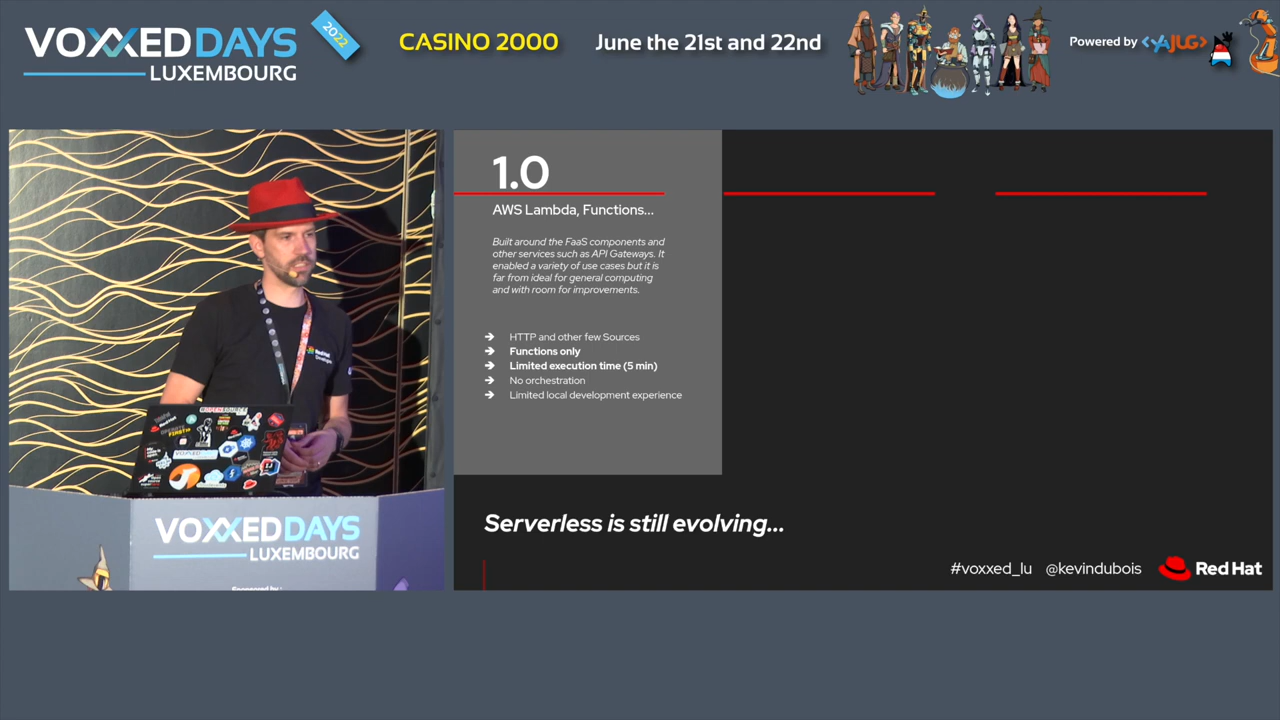 VOXXED DAYS
LUXEMBOURG
2022
CASINO 2000
June the 21st and 22nd
Powered by <YAJUG>
VOXXED DAYS
LUXEMBOURG
Sponsored by :
1.0
AWS Lambda, Functions...
Built around the FaaS components and
other services such as API Gateways. It
enabled a variety of use cases but it is
far from ideal for general computing
and with room for improvements.
➔ HTTP and other few Sources
➔ Functions only
➔ Limited execution time (5 min)
➔ No orchestration
➔ Limited local development experience
Serverless is still evolving...
#voxxed_lu @kevindubois Red Hat